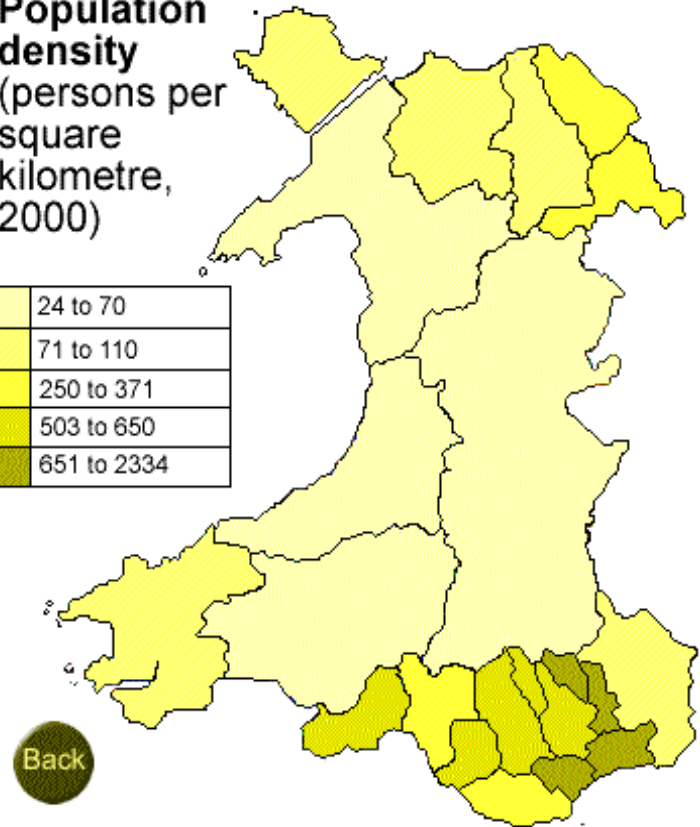 Population
density
(persons per
square
kilometre,
2000)
24 to 70
71 to 110
250 to 371
503 to 650
651 to 2334
Back